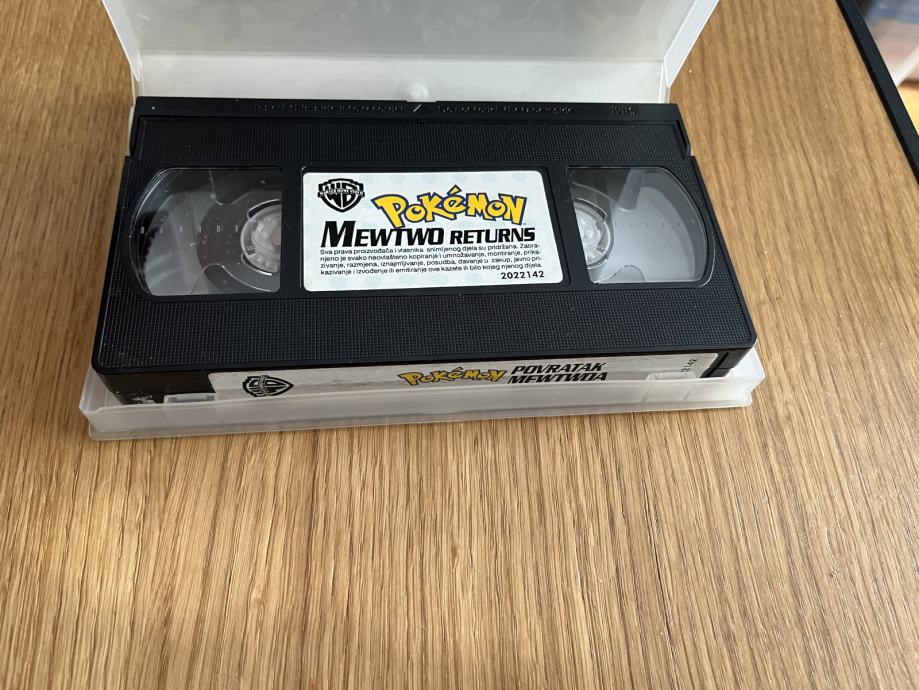 WB
POKéMON
MEWTWO RETURNS
Sva prava proizvođača i vlasnika snimljenog djela su pridržana. Zabra-
njeno je svako neovlašteno kopiranje i umnožavanje, montiranje, prika-
zivanje, razmjena, iznajmljivanje, posudba, davanje u zakup, javno pri-
kazivanje i izvođenje ili emitiranje ove kazete ili bilo kojeg njenog dijela.
2022142
POKéMON POVRATAK
MEWTWOA